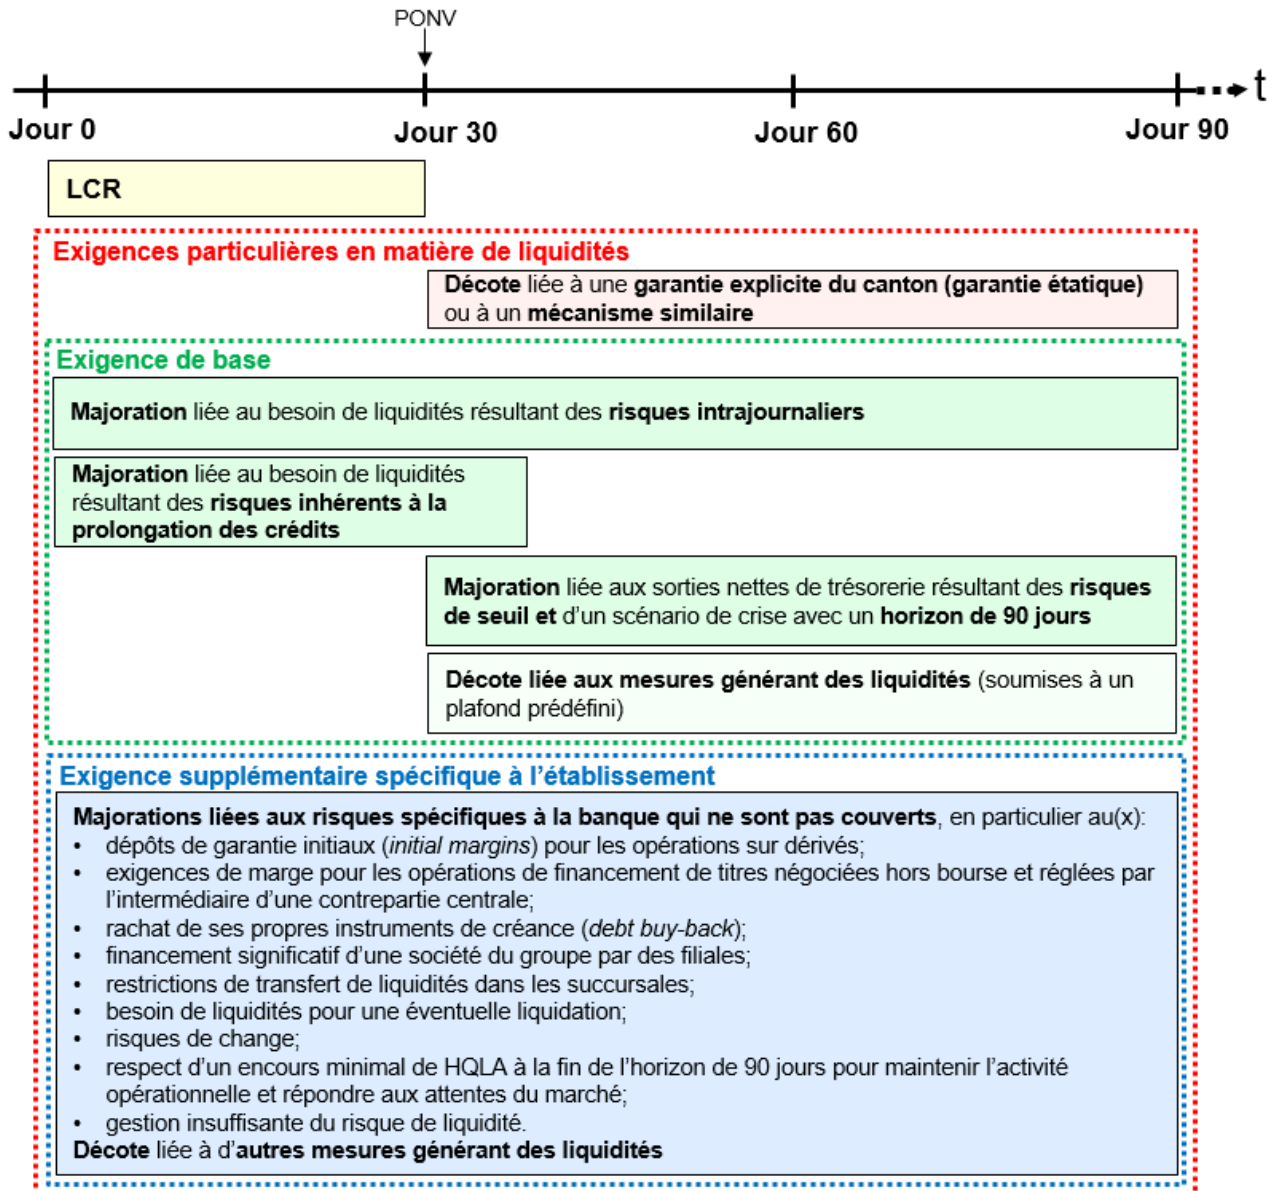 PONV
t
Jour 0
Jour 30
Jour 60
Jour 90
LCR
Exigences particulières en matière de liquidités
Décote liée à une garantie explicite du canton (garantie étatique)
ou à un mécanisme similaire
Exigence de base
Majoration liée au besoin de liquidités résultant des risques intrajournaliers
Majoration liée au besoin de liquidités
résultant des risques inhérents à la
prolongation des crédits
Majoration liée aux sorties nettes de trésorerie résultant des risques
de seuil et d’un scénario de crise avec un horizon de 90 jours
Décote liée aux mesures générant des liquidités (soumises à un
plafond prédéfini)
Exigence supplémentaire spécifique à l’établissement
Majorations liées aux risques spécifiques à la banque qui ne sont pas couverts, en particulier au(x):
• dépôts de garantie initiaux (initial margins) pour les opérations sur dérivés;
• exigences de marge pour les opérations de financement de titres négociées hors bourse et réglées par
l’intermédiaire d’une contrepartie centrale;
• rachat de ses propres instruments de créance (debt buy-back);
• financement significatif d’une société du groupe par des filiales;
• restrictions de transfert de liquidités dans les succursales;
• besoin de liquidités pour une éventuelle liquidation;
• risques de change;
• respect d’un encours minimal de HQLA à la fin de l’horizon de 90 jours pour maintenir l’activité
opérationnelle et répondre aux attentes du marché;
• gestion insuffisante du risque de liquidité.
Décote liée à d’autres mesures générant des liquidités